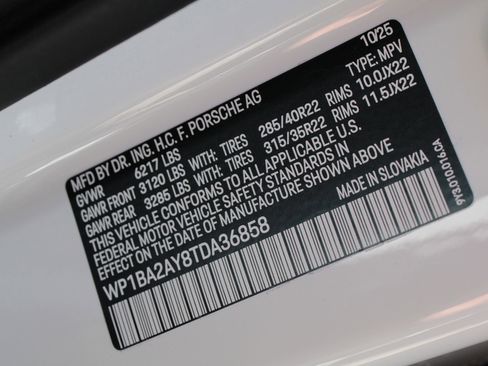 MFD BY DR. ING. H.C. F. PORSCHE AG 10/25
GVWR 6217 LBS TYPE: MPV
GAWR FRONT 3120 LBS WITH: TIRES 285/40R22 RIMS 10.0JX22
GAWR REAR 3285 LBS WITH: TIRES 315/35R22 RIMS 11.5JX22
THIS VEHICLE CONFORMS TO ALL APPLICABLE U.S.
FEDERAL MOTOR VEHICLE SAFETY STANDARDS IN
EFFECT ON THE DATE OF MANUFACTURE SHOWN ABOVE
WP1BA2AY8TDA36858 MADE IN SLOVAKIA
9Y3.010.016.CA